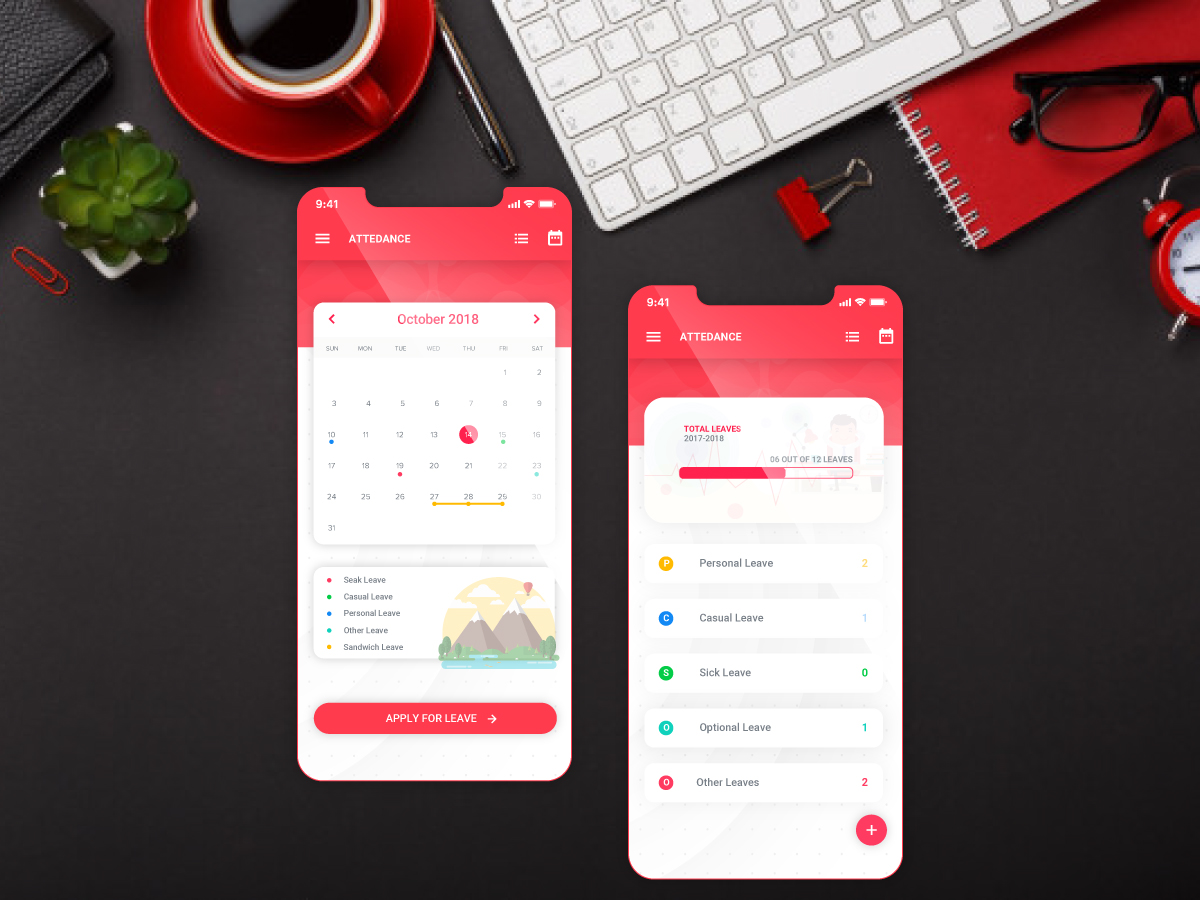 9:41
ATTEDANCE
October 2018
SUN MON TUE WED THU FRI SAT
1 2
3 4 5 6 7 8 9
10 11 12 13 14 15 16
17 18 19 20 21 22 23
24 25 26 27 28 25 30
31
Seak Leave
Casual Leave
Personal Leave
Other Leave
Sandwich Leave
APPLY FOR LEAVE
9:41
ATTEDANCE
TOTAL LEAVES
2017-2018
06 OUT OF 12 LEAVES
P Personal Leave 2
C Casual Leave 1
S Sick Leave 0
O Optional Leave 1
O Other Leaves 2